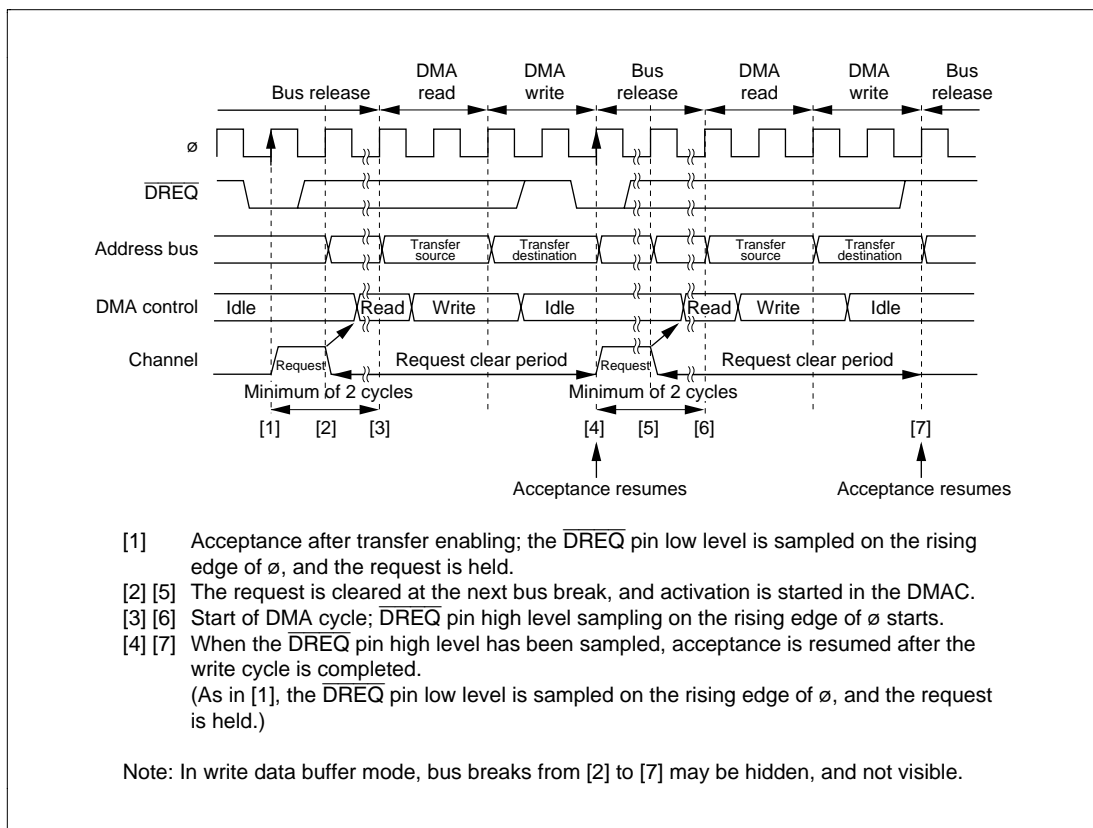 Bus release
DMA
read
DMA
write
Bus
release
DMA
read
DMA
write
Bus
release
ø
DREQ
Address bus
Transfer
source
Transfer
destination
Transfer
source
Transfer
destination
DMA control
Idle Read Write Idle Read Write Idle
Channel
Request Request clear period Request Request clear period
Minimum of 2 cycles Minimum of 2 cycles
[1] [2] [3] [4] [5] [6] [7]
Acceptance resumes Acceptance resumes
[1] Acceptance after transfer enabling; the DREQ pin low level is sampled on the rising
edge of ø, and the request is held.
[2] [5] The request is cleared at the next bus break, and activation is started in the DMAC.
[3] [6] Start of DMA cycle; DREQ pin high level sampling on the rising edge of ø starts.
[4] [7] When the DREQ pin high level has been sampled, acceptance is resumed after the
write cycle is completed.
(As in [1], the DREQ pin low level is sampled on the rising edge of ø, and the request
is held.)
Note: In write data buffer mode, bus breaks from [2] to [7] may be hidden, and not visible.